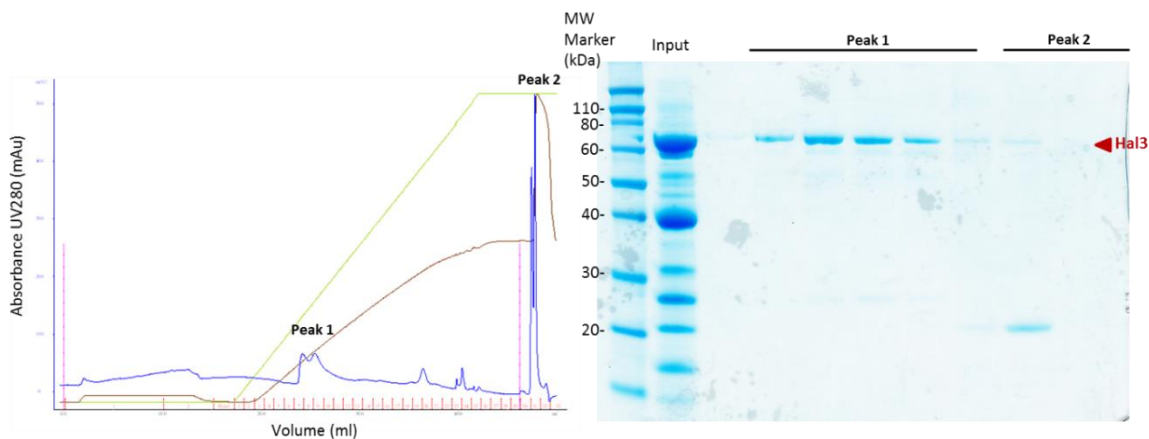 MW
Marker
(kDa)
Input
Peak 1
Peak 2
110-
80-
60-
50-
40-
30-
20-
Hal3
Peak 2
Peak 1
Absorbance UV280 (mAu)
Volume (ml)